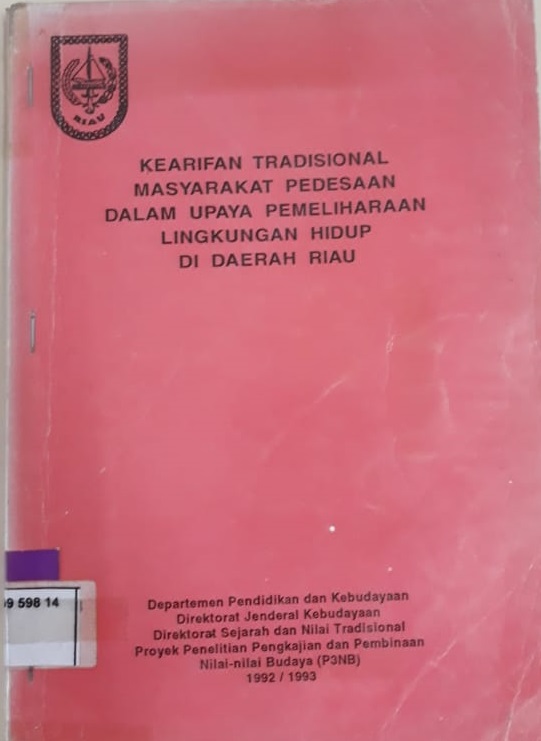 RIAU
KEARIFAN TRADISIONAL
MASYARAKAT PEDESAAN
DALAM UPAYA PEMELIHARAAN
LINGKUNGAN HIDUP
DI DAERAH RIAU
9 598 14
Departemen Pendidikan dan Kebudayaan
Direktorat Jenderal Kebudayaan
Direktorat Sejarah dan Nilai Tradisional
Proyek Penelitian Pengkajian dan Pembinaan
Nilai-nilai Budaya (P3NB)
1992 / 1993